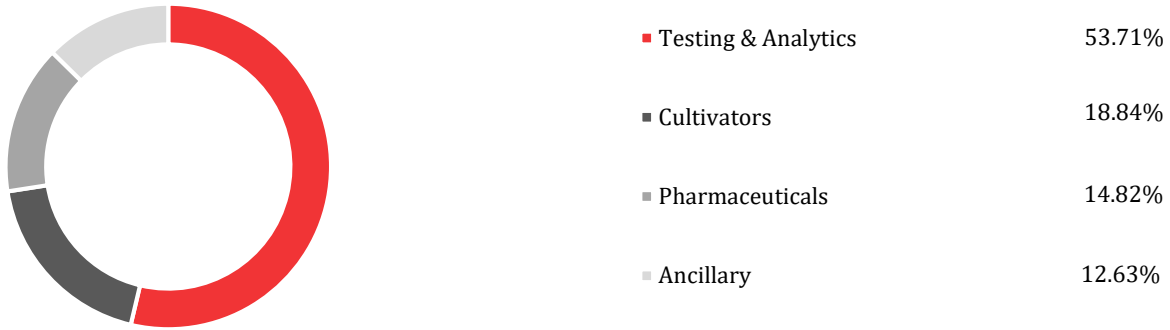 Testing & Analytics 53.71%
Cultivators 18.84%
Pharmaceuticals 14.82%
Ancillary 12.63%